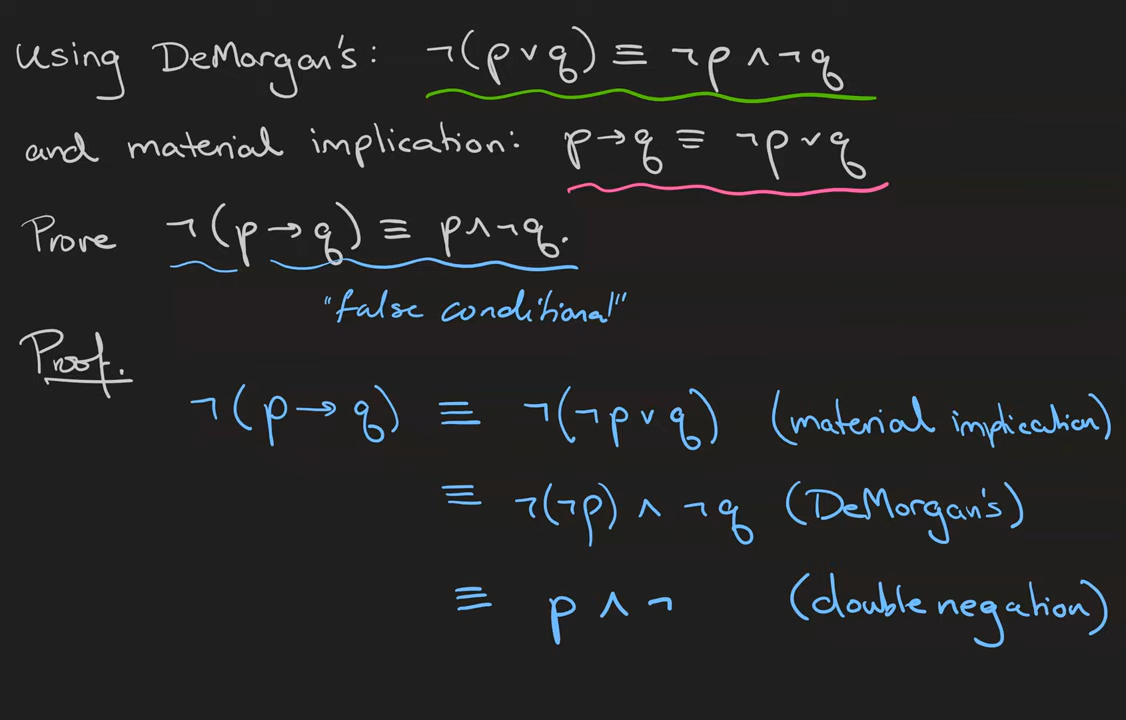 Using DeMorgan's: ¬(p ∨ q) ≡ ¬p ∧ ¬q
and material implication: p → q ≡ ¬p ∨ q
Prove ¬(p → q) ≡ p ∧ ¬q.
"false conditional"
Proof.
¬(p → q) ≡ ¬(¬p ∨ q) (material implication)
≡ ¬(¬p) ∧ ¬q (DeMorgan's)
≡ p ∧ ¬ (double negation)